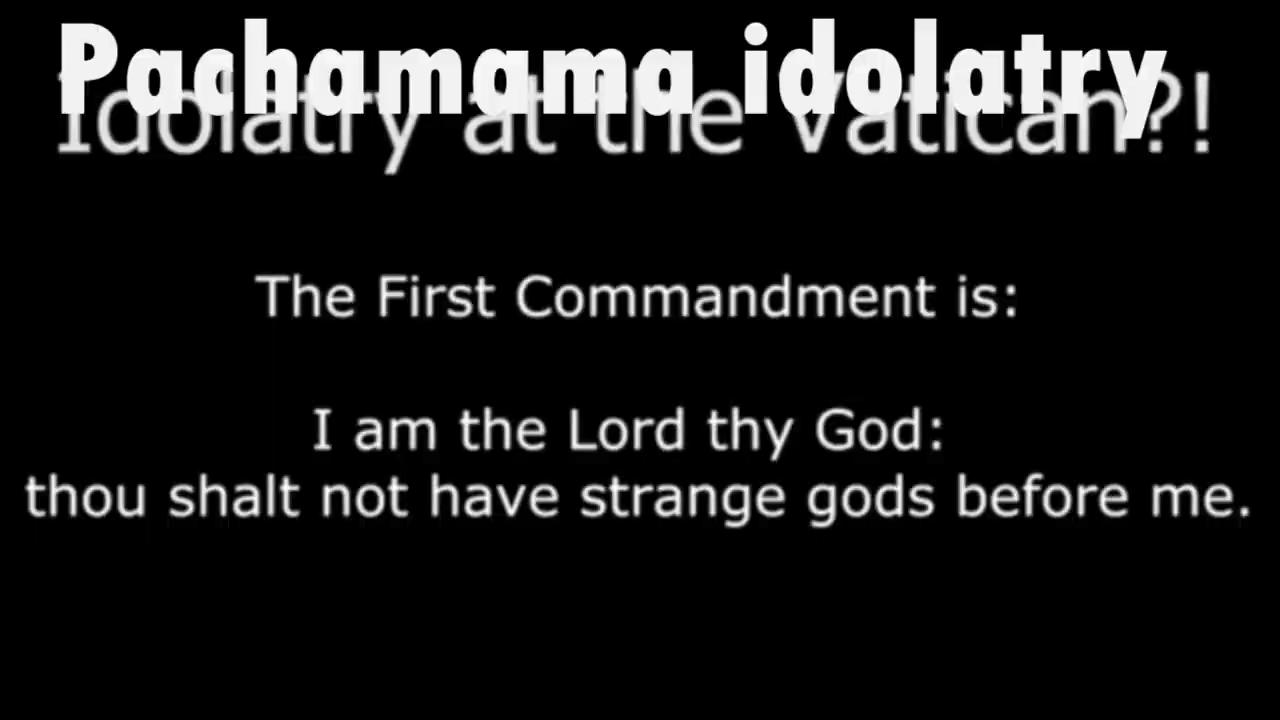 Pachamama idolatry
Idolatry at the Vatican?!
The First Commandment is:
I am the Lord thy God:
thou shalt not have strange gods before me.